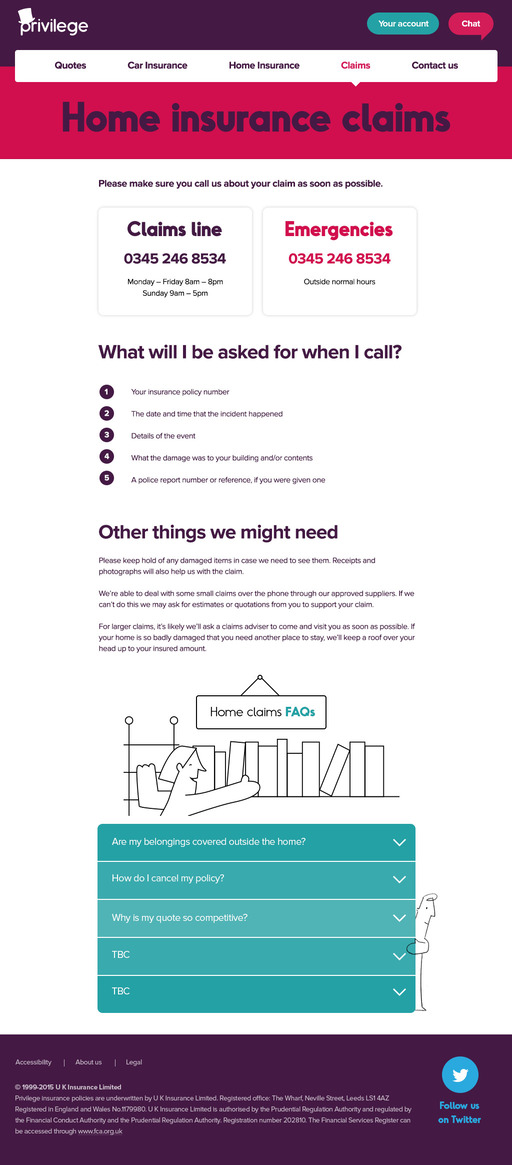 privilege
Your account
Chat
Quotes
Car Insurance
Home Insurance
Claims
Contact us
Home insurance claims
Please make sure you call us about your claim as soon as possible.
Claims line
0345 246 8534
Monday – Friday 8am – 8pm
Sunday 9am – 5pm
Emergencies
0345 246 8534
Outside normal hours
What will I be asked for when I call?
1 Your insurance policy number
2 The date and time that the incident happened
3 Details of the event
4 What the damage was to your building and/or contents
5 A police report number or reference, if you were given one
Other things we might need
Please keep hold of any damaged items in case we need to see them. Receipts and
photographs will also help us with the claim.
We're able to deal with some small claims over the phone through our approved suppliers. If we
can't do this we may ask for estimates or quotations from you to support your claim.
For larger claims, it's likely we'll ask a claims adviser to come and visit you as soon as possible. If
your home is so badly damaged that you need another place to stay, we'll keep a roof over your
head up to your insured amount.
Home claims FAQs
Are my belongings covered outside the home?
How do I cancel my policy?
Why is my quote so competitive?
TBC
TBC
Accessibility | About us | Legal
© 1999-2015 U K Insurance Limited
Privilege insurance policies are underwritten by U K Insurance Limited. Registered office: The Wharf, Neville Street, Leeds LS1 4AZ
Registered in England and Wales No.1179980. U K Insurance Limited is authorised by the Prudential Regulation Authority and regulated by
the Financial Conduct Authority and the Prudential Regulation Authority. Registration number 202810. The Financial Services Register can
be accessed through www.fca.org.uk
Follow us
on Twitter